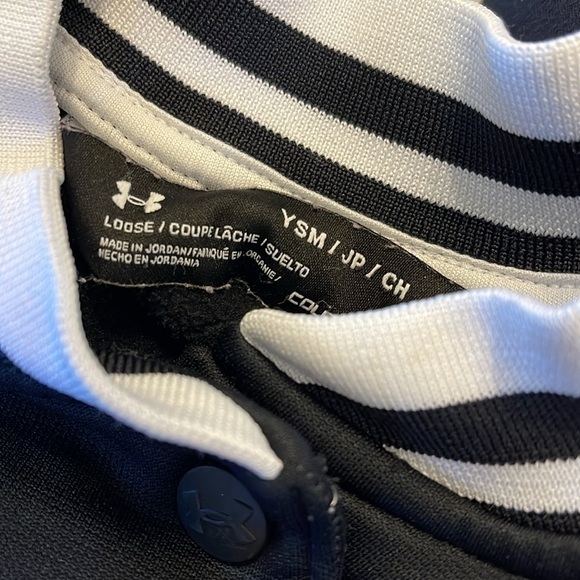 LOOSE / COUPE LÂCHE / SUELTO
MADE IN JORDAN/FABRIQUÉ EN JORDANIE/
HECHO EN JORDANIA
YSM / JP / CH